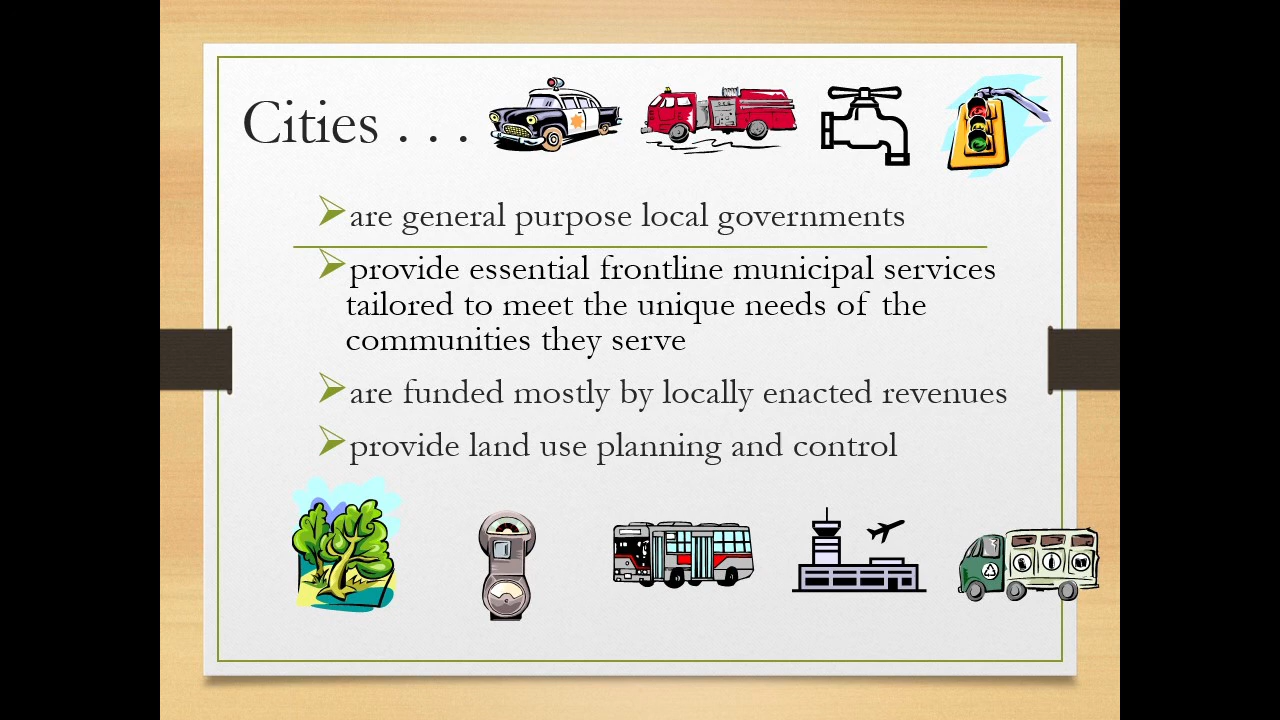 Cities . . .
are general purpose local governments
provide essential frontline municipal services
tailored to meet the unique needs of the
communities they serve
are funded mostly by locally enacted revenues
provide land use planning and control